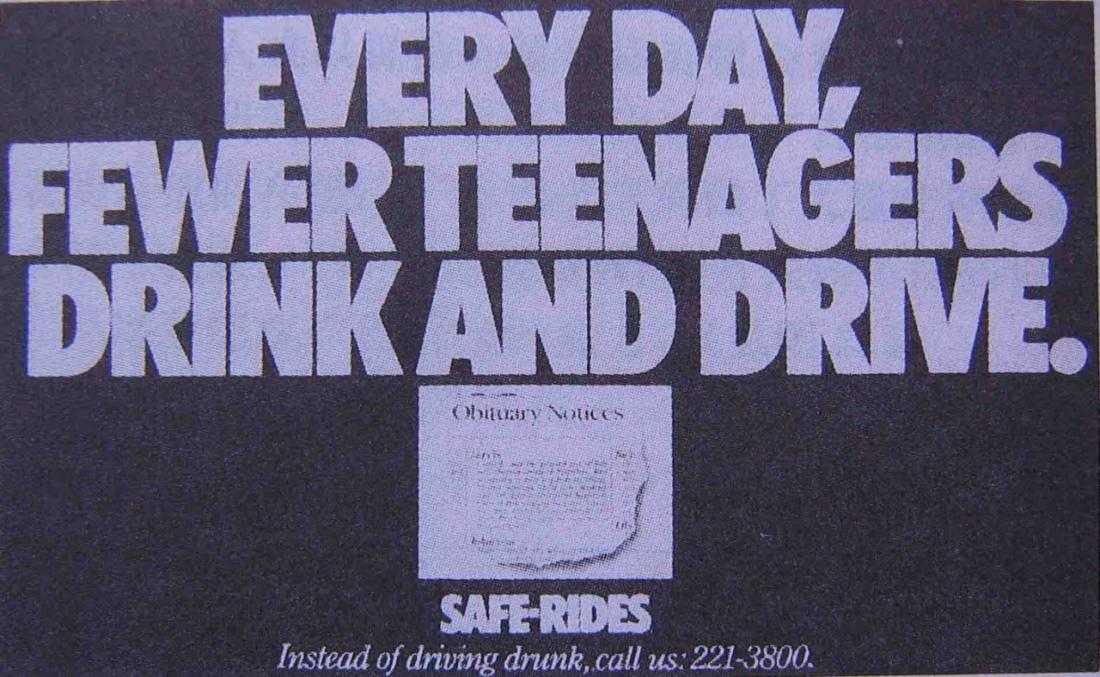 EVERY DAY,
FEWER TEENAGERS
DRINK AND DRIVE.
Obituary Notices
SAFE-RIDES
Instead of driving drunk, call us: 221-3800.